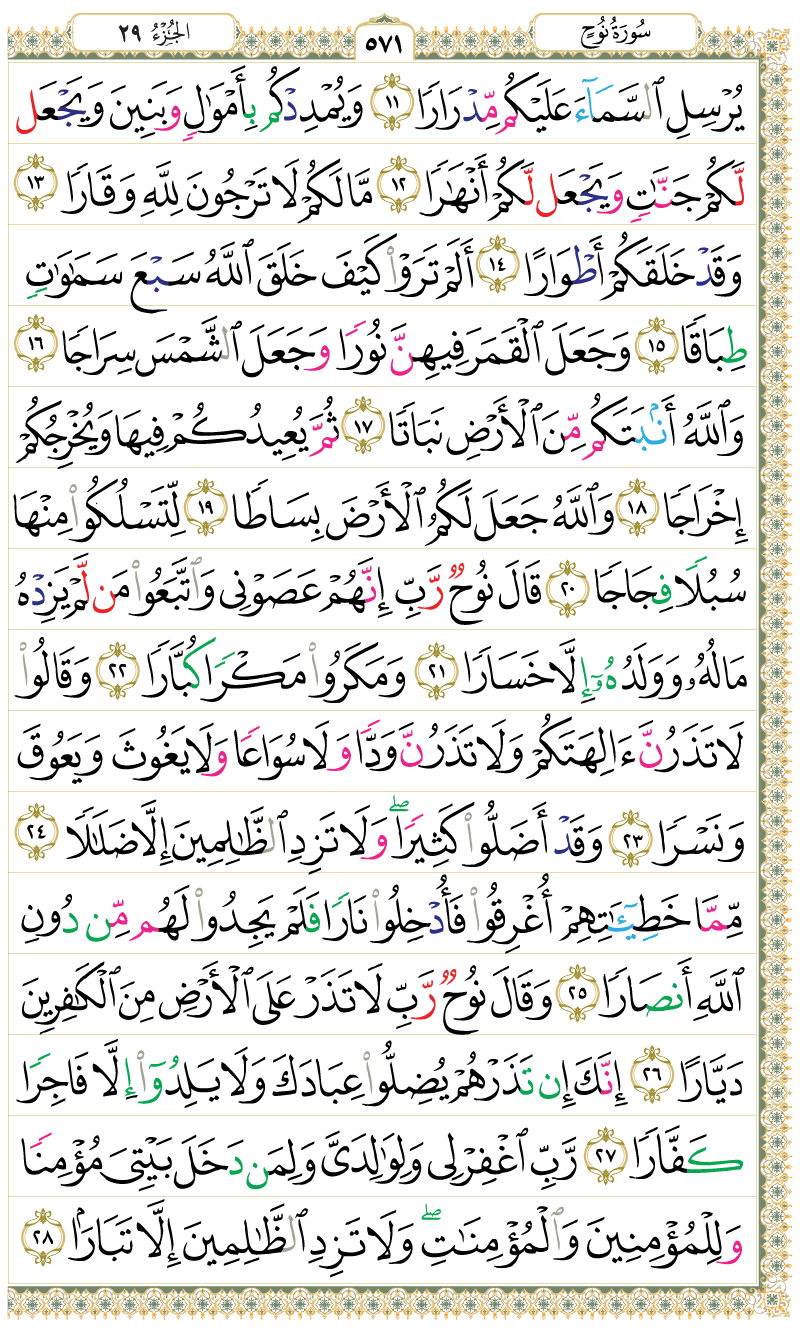 سُورَةُ نُوحٍ
٥٧١
الجُزْءُ ٢٩
يُرْسِلِ ٱلسَّمَآءَ عَلَيْكُم مِّدْرَارًا ١١ وَيُمْدِدْكُم بِأَمْوَٰلٍ وَبَنِينَ وَيَجْعَل
لَّكُمْ جَنَّٰتٍ وَيَجْعَل لَّكُمْ أَنْهَٰرًا ١٢ مَّا لَكُمْ لَا تَرْجُونَ لِلَّهِ وَقَارًا ١٣
وَقَدْ خَلَقَكُمْ أَطْوَارًا ١٤ أَلَمْ تَرَوْا۟ كَيْفَ خَلَقَ ٱللَّهُ سَبْعَ سَمَٰوَٰتٍ
طِبَاقًا ١٥ وَجَعَلَ ٱلْقَمَرَ فِيهِنَّ نُورًا وَجَعَلَ ٱلشَّمْسَ سِرَاجًا ١٦
وَٱللَّهُ أَنۢبَتَكُم مِّنَ ٱلْأَرْضِ نَبَاتًا ١٧ ثُمَّ يُعِيدُكُمْ فِيهَا وَيُخْرِجُكُمْ
إِخْرَاجًا ١٨ وَٱللَّهُ جَعَلَ لَكُمُ ٱلْأَرْضَ بِسَاطًا ١٩ لِّتَسْلُكُوا۟ مِنْهَا
سُبُلًا فِجَاجًا ٢٠ قَالَ نُوحٌ رَّبِّ إِنَّهُمْ عَصَوْنِى وَٱتَّبَعُوا۟ مَن لَّمْ يَزِدْهُ
مَالُهُۥ وَوَلَدُهُۥٓ إِلَّا خَسَارًا ٢١ وَمَكَرُوا۟ مَكْرًا كُبَّارًا ٢٢ وَقَالُوا۟
لَا تَذَرُنَّ ءَالِهَتَكُمْ وَلَا تَذَرُنَّ وَدًّا وَلَا سُوَاعًا وَلَا يَغُوثَ وَيَعُوقَ
وَنَسْرًا ٢٣ وَقَدْ أَضَلُّوا۟ كَثِيرًا ۖ وَلَا تَزِدِ ٱلظَّٰلِمِينَ إِلَّا ضَلَٰلًا ٢٤
مِّمَّا خَطِيٓـَٰٔتِهِمْ أُغْرِقُوا۟ فَأُدْخِلُوا۟ نَارًا فَلَمْ يَجِدُوا۟ لَهُم مِّن دُونِ
ٱللَّهِ أَنصَارًا ٢٥ وَقَالَ نُوحٌ رَّبِّ لَا تَذَرْ عَلَى ٱلْأَرْضِ مِنَ ٱلْكَٰفِرِينَ
دَيَّارًا ٢٦ إِنَّكَ إِن تَذَرْهُمْ يُضِلُّوا۟ عِبَادَكَ وَلَا يَلِدُوٓا۟ إِلَّا فَاجِرًا
كَفَّارًا ٢٧ رَّبِّ ٱغْفِرْ لِى وَلِوَٰلِدَىَّ وَلِمَن دَخَلَ بَيْتِىَ مُؤْمِنًا
وَلِلْمُؤْمِنِينَ وَٱلْمُؤْمِنَٰتِ ۖ وَلَا تَزِدِ ٱلظَّٰلِمِينَ إِلَّا تَبَارًۢا ٢٨